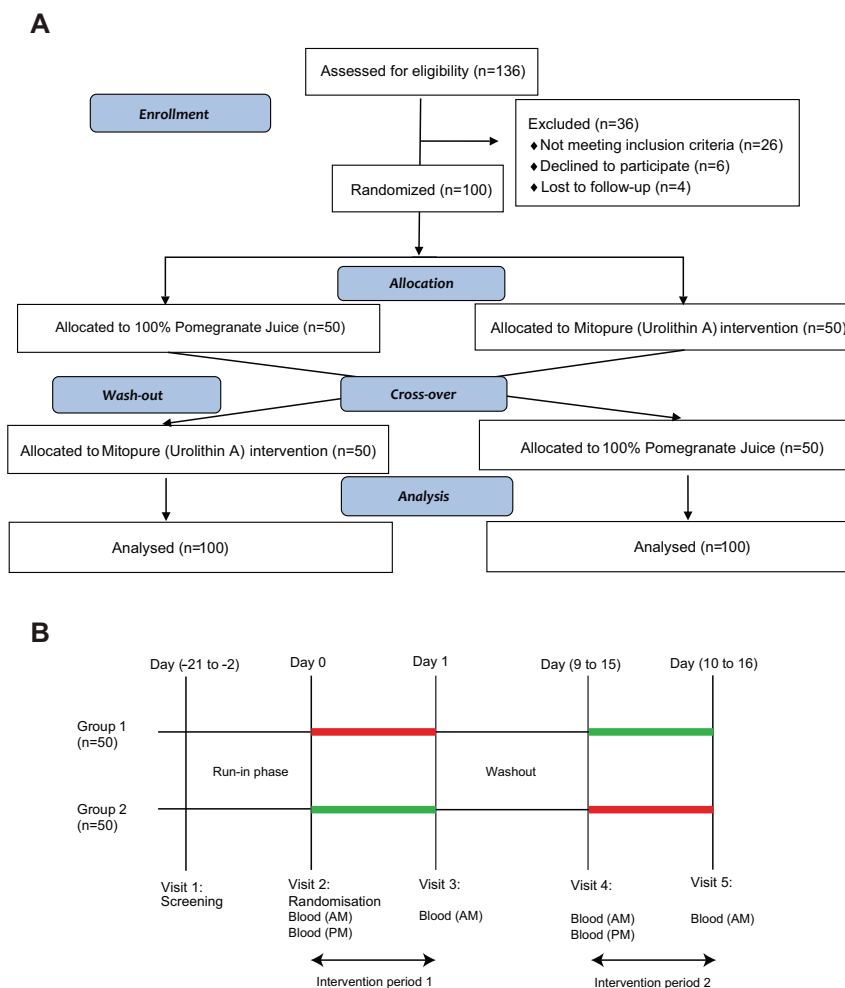 A
Assessed for eligibility (n=136)
Enrollment
Excluded (n=36)
♦ Not meeting inclusion criteria (n=26)
♦ Declined to participate (n=6)
♦ Lost to follow-up (n=4)
Randomized (n=100)
Allocation
Allocated to 100% Pomegranate Juice (n=50)
Allocated to Mitopure (Urolithin A) intervention (n=50)
Wash-out
Cross-over
Allocated to Mitopure (Urolithin A) intervention (n=50)
Allocated to 100% Pomegranate Juice (n=50)
Analysis
Analysed (n=100)
Analysed (n=100)
B
Day (-21 to -2)
Day 0
Day 1
Day (9 to 15)
Day (10 to 16)
Group 1
(n=50)
Run-in phase
Washout
Group 2
(n=50)
Visit 1:
Screening
Visit 2:
Randomisation
Blood (AM)
Blood (PM)
Visit 3:
Blood (AM)
Visit 4:
Blood (AM)
Blood (PM)
Visit 5:
Blood (AM)
Intervention period 1
Intervention period 2